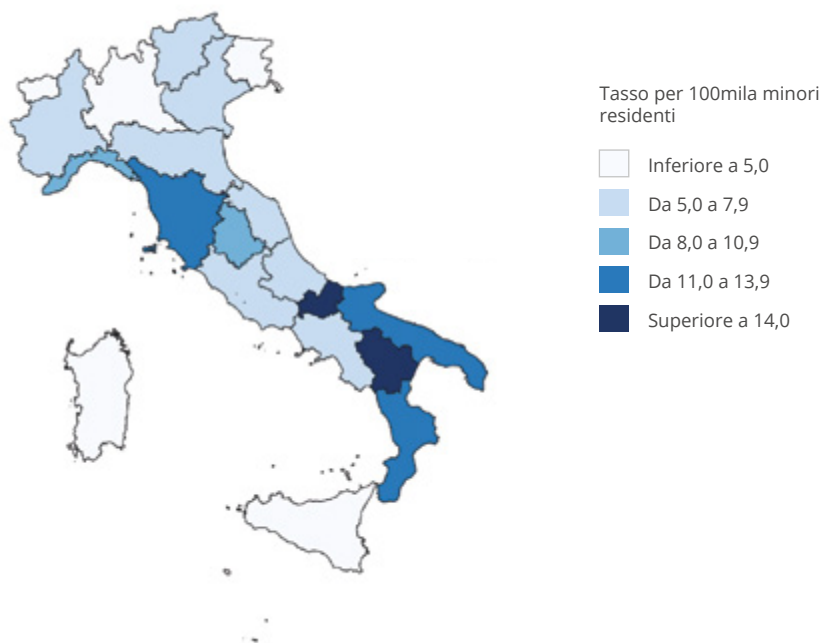 Tasso per 100mila minori
residenti
Inferiore a 5,0
Da 5,0 a 7,9
Da 8,0 a 10,9
Da 11,0 a 13,9
Superiore a 14,0